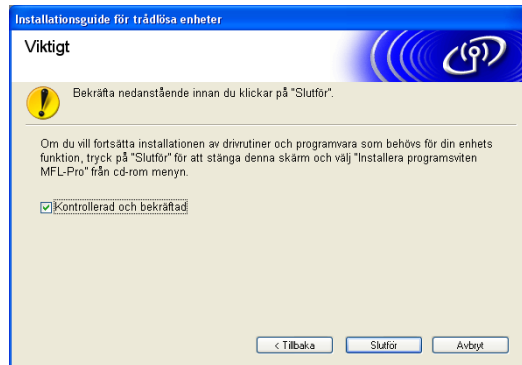 Installationsguide för trådlösa enheter
Viktigt
Bekräfta nedanstående innan du klickar på "Slutför".
Om du vill fortsätta installationen av drivrutiner och programvara som behövs för din enhets
funktion, tryck på "Slutför" för att stänga denna skärm och välj "Installera programsviten
MFL-Pro" från cd-rom menyn.
Kontrollerad och bekräftad
< Tillbaka
Slutför
Avbryt